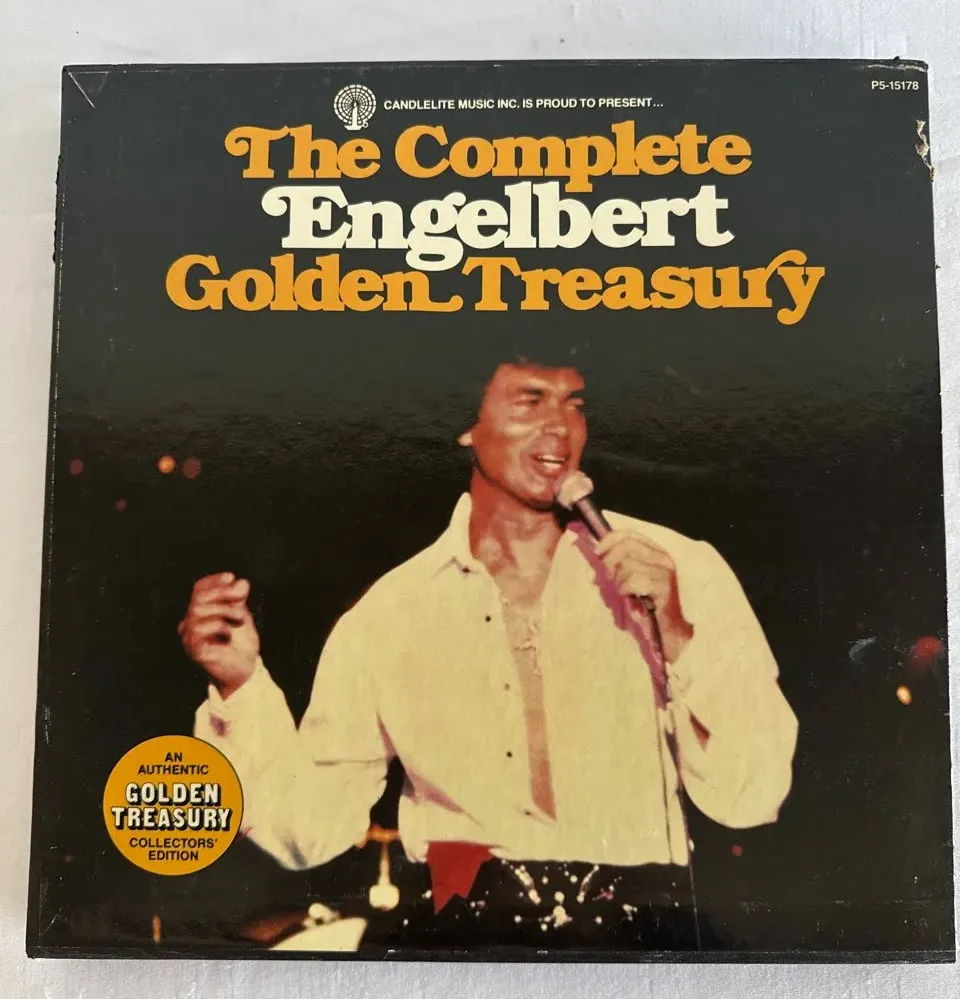 P5-15178
CANDLELITE MUSIC INC. IS PROUD TO PRESENT...
The Complete
Engelbert
Golden Treasury
AN
AUTHENTIC
GOLDEN
TREASURY
COLLECTORS'
EDITION